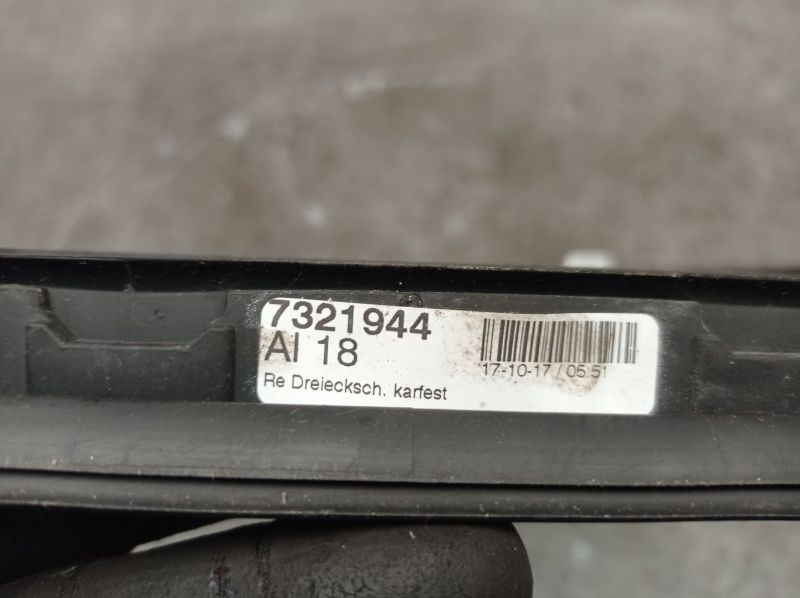 7321944
AI 18
17-10-17 / 05:51
Re Dreiecksch. karfest